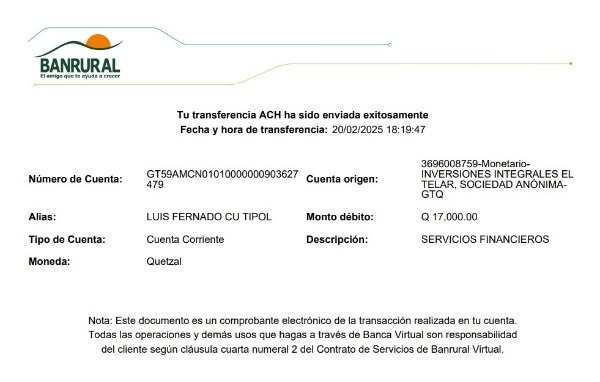 BANRURAL
El amigo que te ayuda a crecer
Tu transferencia ACH ha sido enviada exitosamente
Fecha y hora de transferencia: 20/02/2025 18:19:47
Número de Cuenta:
GT59AMCN01010000000903627
479
Cuenta origen:
3696008759-Monetario-
INVERSIONES INTEGRALES EL
TELAR, SOCIEDAD ANÓNIMA-
GTQ
Alias:
LUIS FERNADO CU TIPOL
Monto débito:
Q 17,000.00
Tipo de Cuenta:
Cuenta Corriente
Descripción:
SERVICIOS FINANCIEROS
Moneda:
Quetzal
Nota: Este documento es un comprobante electrónico de la transacción realizada en tu cuenta.
Todas las operaciones y demás usos que hagas a través de Banca Virtual son responsabilidad
del cliente según cláusula cuarta numeral 2 del Contrato de Servicios de Banrural Virtual.